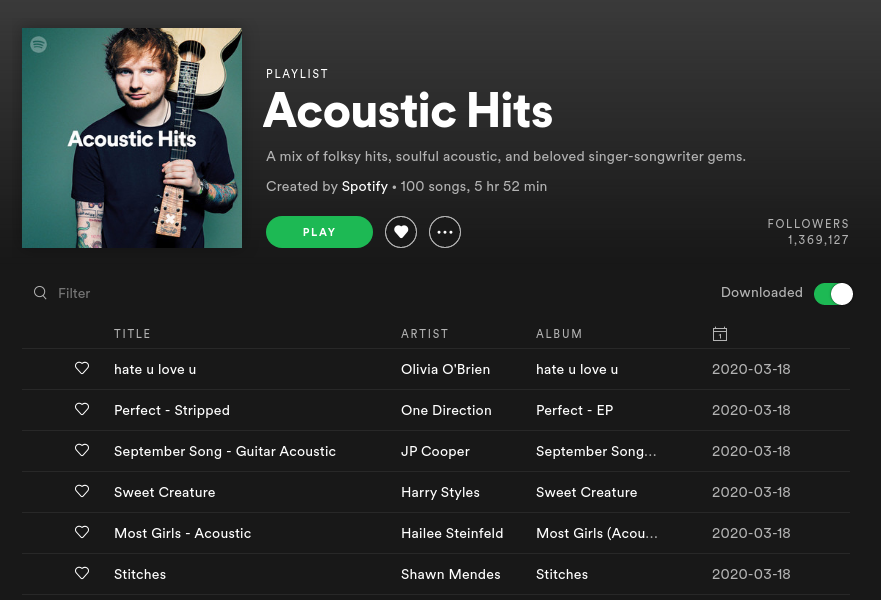 Acoustic Hits
PLAYLIST
Acoustic Hits
A mix of folksy hits, soulful acoustic, and beloved singer-songwriter gems.
Created by Spotify • 100 songs, 5 hr 52 min
PLAY
FOLLOWERS
1,369,127
Filter
Downloaded
TITLE ARTIST ALBUM 1
hate u love u Olivia O'Brien hate u love u 2020-03-18
Perfect - Stripped One Direction Perfect - EP 2020-03-18
September Song - Guitar Acoustic JP Cooper September Song... 2020-03-18
Sweet Creature Harry Styles Sweet Creature 2020-03-18
Most Girls - Acoustic Hailee Steinfeld Most Girls (Acou... 2020-03-18
Stitches Shawn Mendes Stitches 2020-03-18